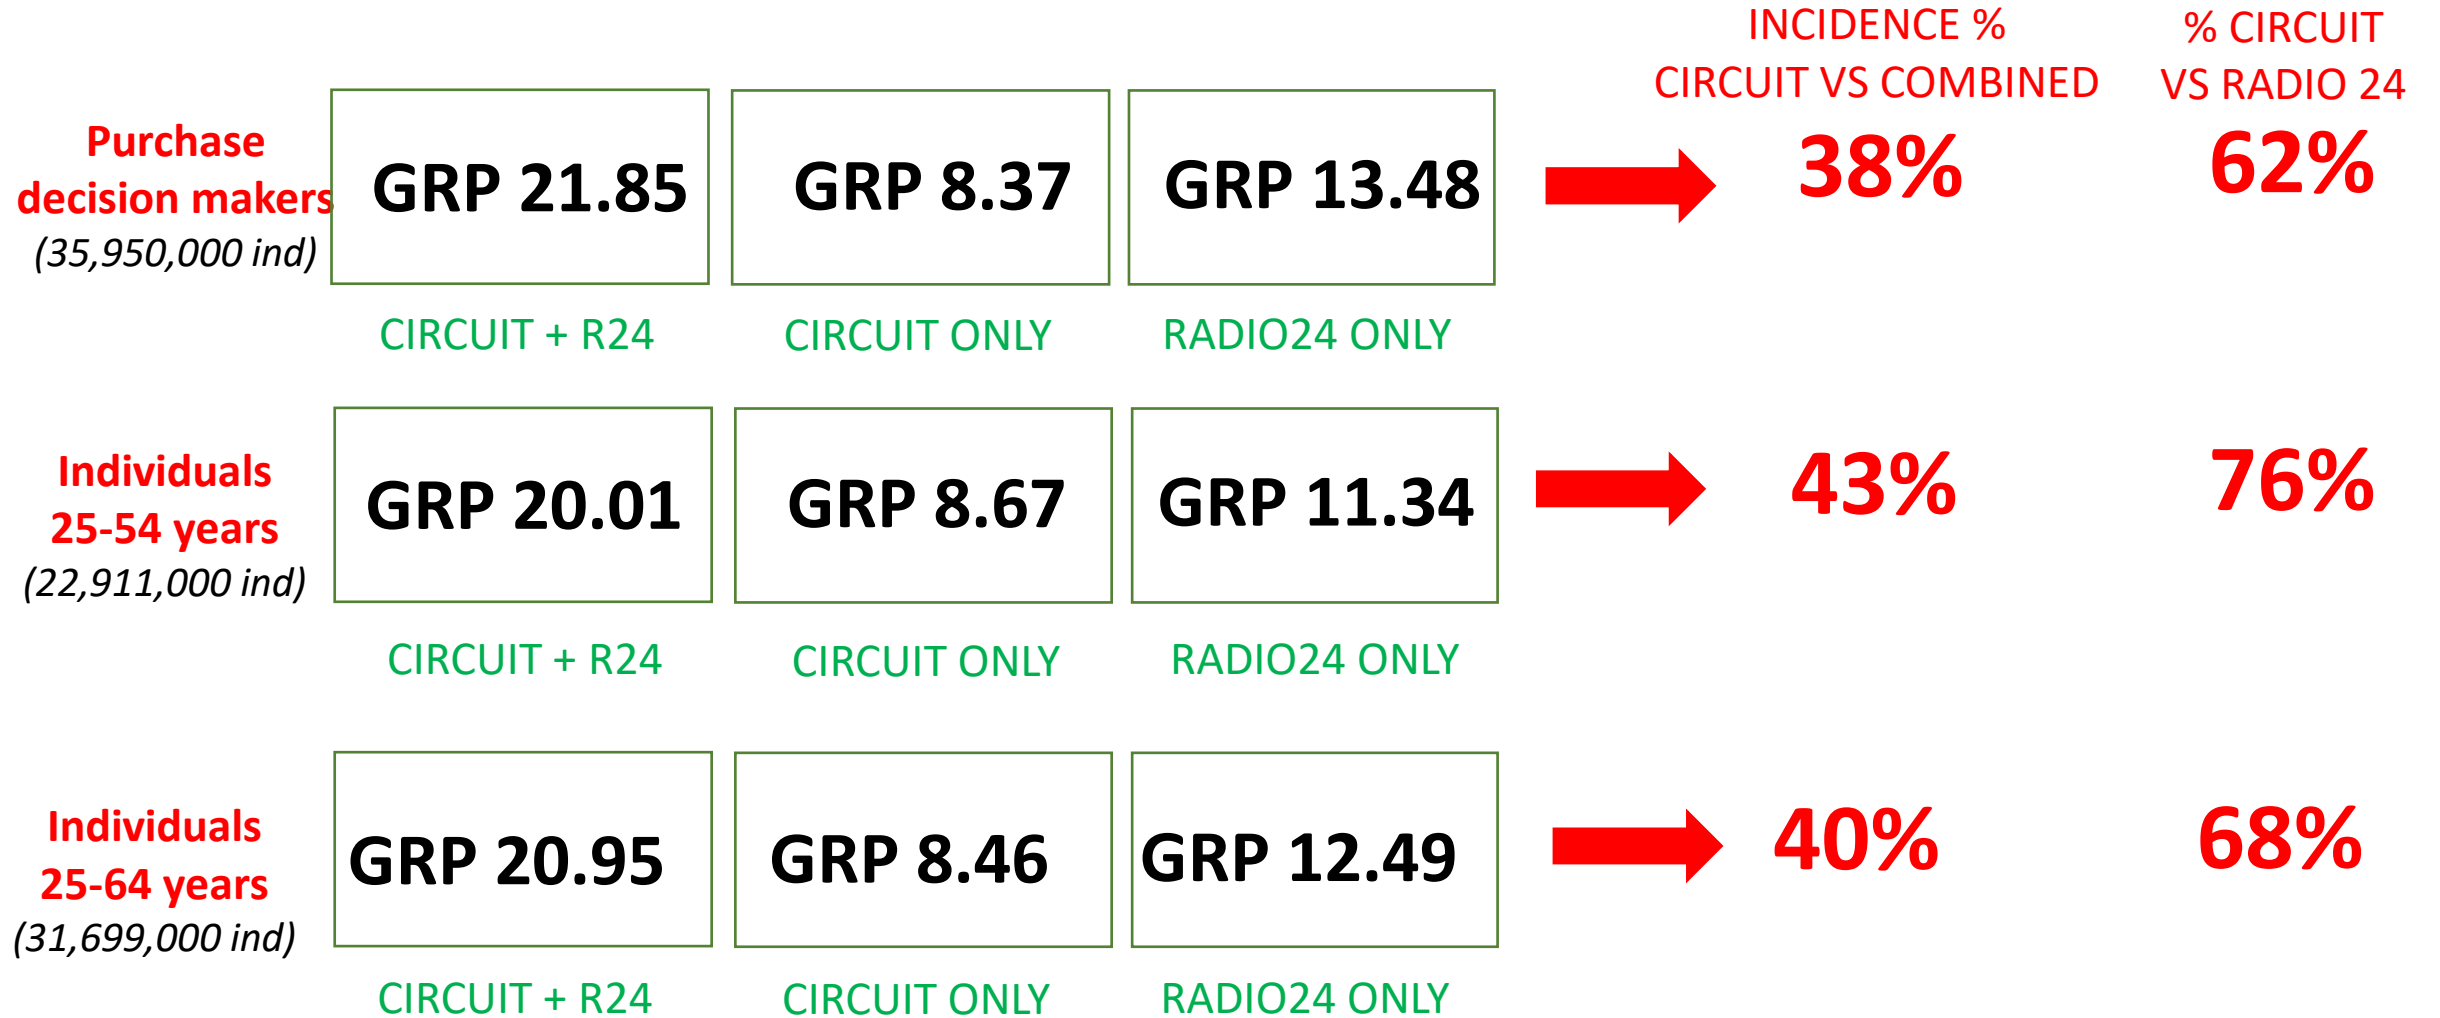 INCIDENCE %
CIRCUIT VS COMBINED
% CIRCUIT
VS RADIO 24
Purchase
decision makers
(35,950,000 ind)
GRP 21.85
GRP 8.37
GRP 13.48
38%
62%
CIRCUIT + R24
CIRCUIT ONLY
RADIO24 ONLY
Individuals
25-54 years
(22,911,000 ind)
GRP 20.01
GRP 8.67
GRP 11.34
43%
76%
CIRCUIT + R24
CIRCUIT ONLY
RADIO24 ONLY
Individuals
25-64 years
(31,699,000 ind)
GRP 20.95
GRP 8.46
GRP 12.49
40%
68%
CIRCUIT + R24
CIRCUIT ONLY
RADIO24 ONLY